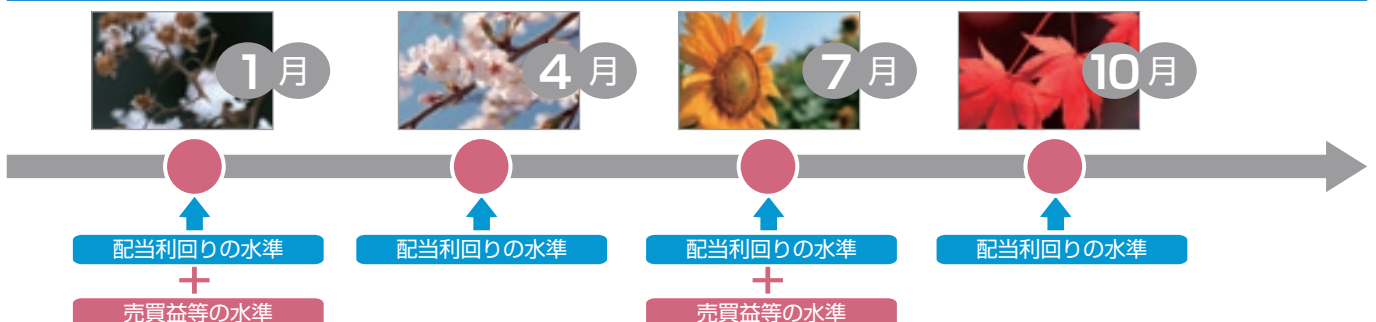 1月
4月
7月
10月
配当利回りの水準
配当利回りの水準
配当利回りの水準
配当利回りの水準
+
+
売買益等の水準
売買益等の水準